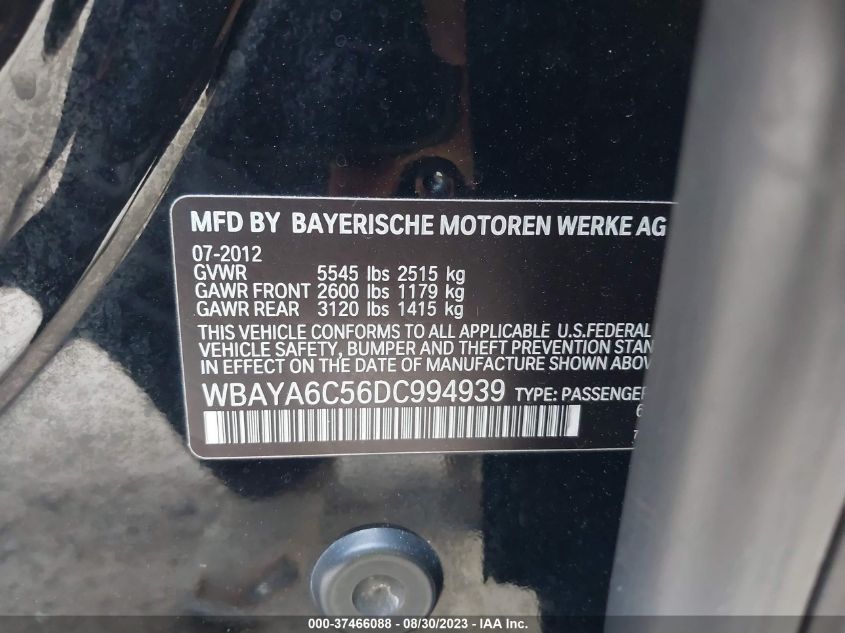 MFD BY BAYERISCHE MOTOREN WERKE AG
07-2012
GVWR 5545 lbs 2515 kg
GAWR FRONT 2600 lbs 1179 kg
GAWR REAR 3120 lbs 1415 kg
THIS VEHICLE CONFORMS TO ALL APPLICABLE U.S.FEDERAL
VEHICLE SAFETY, BUMPER AND THEFT PREVENTION STAN
IN EFFECT ON THE DATE OF MANUFACTURE SHOWN ABOV
WBAYA6C56DC994939 TYPE: PASSENGER
000-37466088 - 08/30/2023 - IAA Inc.